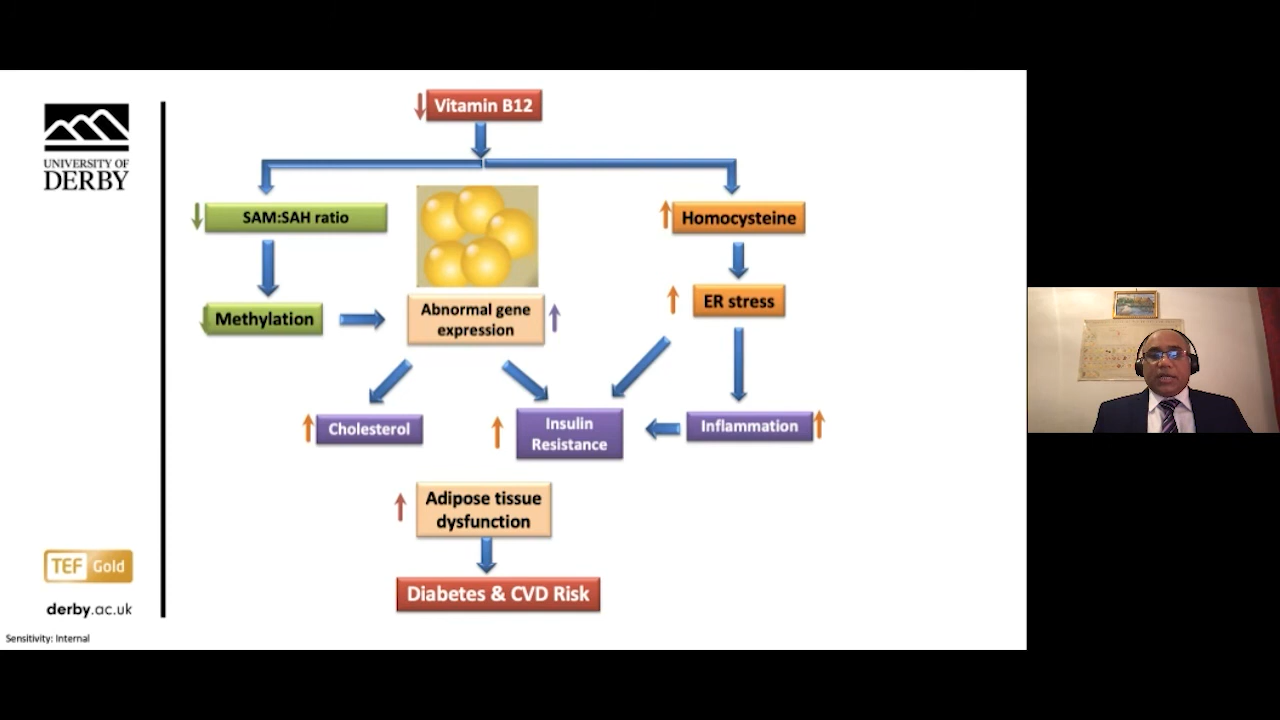 Vitamin B12
UNIVERSITY OF
DERBY
SAM:SAH ratio
Homocysteine
Methylation
Abnormal gene
expression
ER stress
Cholesterol
Insulin
Resistance
Inflammation
Adipose tissue
dysfunction
Diabetes & CVD Risk
TEF Gold
derby.ac.uk
Sensitivity: Internal